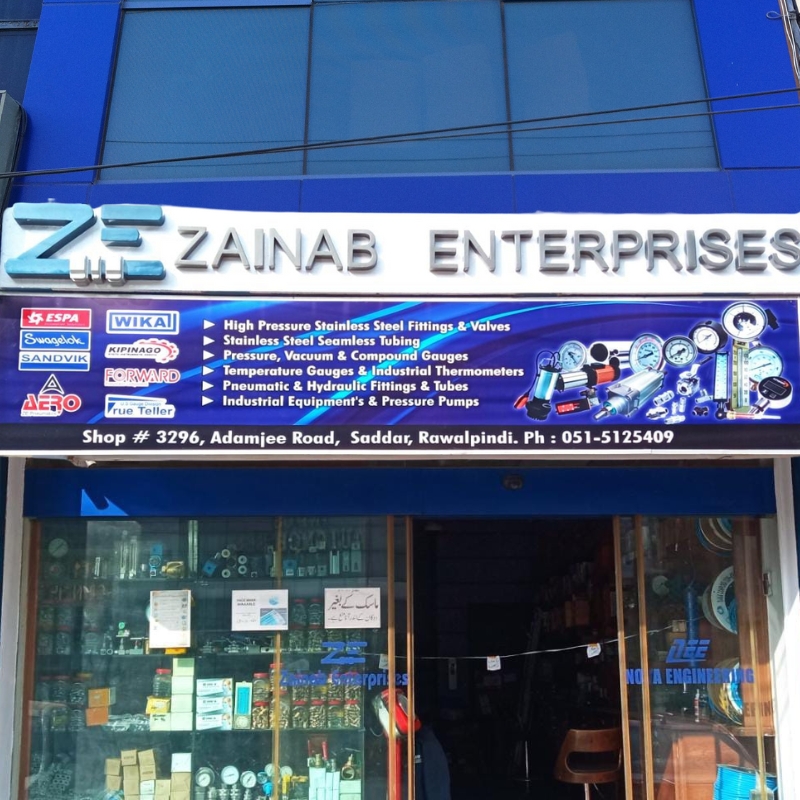 ZE ZAINAB ENTERPRISES
ESPA
WIKA
Swagelok
SANDVIK
KIPINAGO
FORWARD
AERO
True Teller
High Pressure Stainless Steel Fittings & Valves
Stainless Steel Seamless Tubing
Pressure, Vacuum & Compound Gauges
Temperature Gauges & Industrial Thermometers
Pneumatic & Hydraulic Fittings & Tubes
Industrial Equipment's & Pressure Pumps
Shop # 3296, Adamjee Road, Saddar, Rawalpindi. Ph : 051-5125409
ماسک کے بغیر
ZE
Zainab Enterprises
ZEE
NOVA ENGINEERING